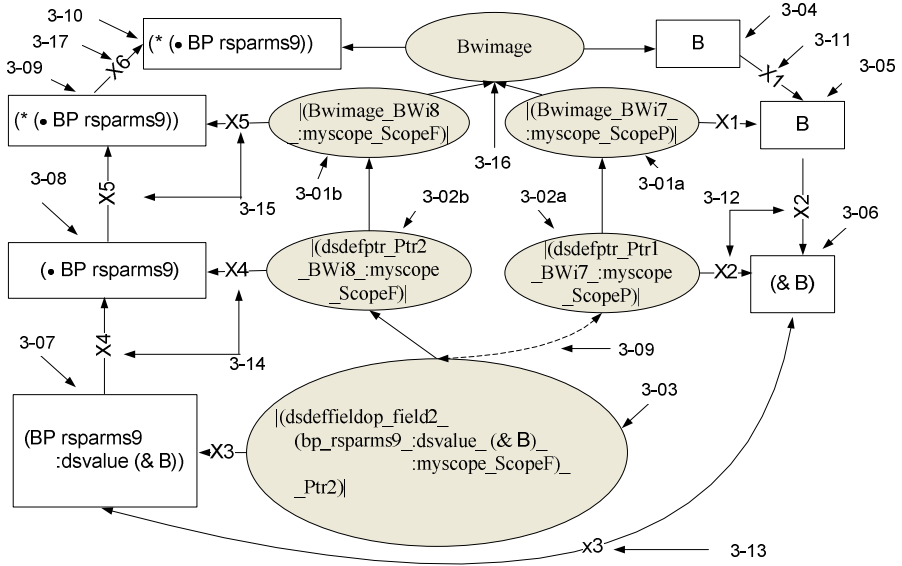 3-10
3-17
3-09
(* (• BP rsparms9))
X6
Bwimage
B
3-04
X1
3-11
3-05
(* (• BP rsparms9))
X5
|(Bwimage_BWi8
_:myscope_ScopeF)|
|(Bwimage_BWi7_
:myscope_ScopeP)|
X1
B
3-16
3-01b
3-01a
3-08
X5
3-15
3-02b
3-02a
3-12
X2
3-06
(• BP rsparms9)
X4
|(dsdefptr_Ptr2
_BWi8_:myscope
_ScopeF)|
|(dsdefptr_Ptr1
_BWi7_:myscope
_ScopeP)|
X2
(& B)
3-07
X4
3-14
3-09
3-03
(BP rsparms9
:dsvalue (& B))
X3
|(dsdeffieldop_field2_
(bp_rsparms9_:dsvalue_(& B)_
:myscope_ScopeF)_
_Ptr2)|
x3
3-13